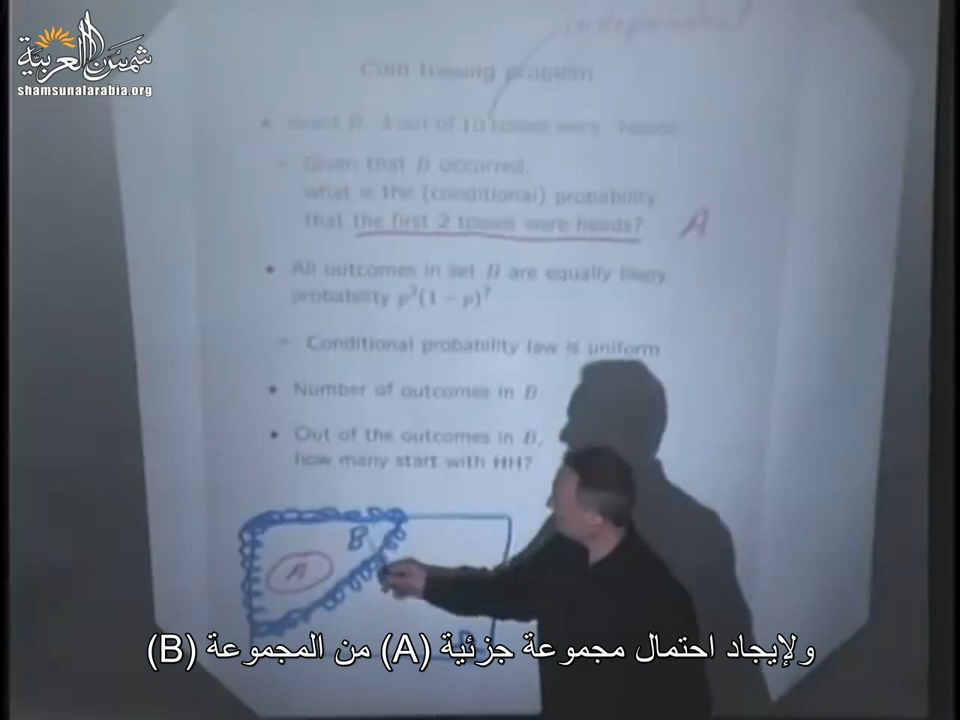 شمس العربية
shamsunalarabia.org
independent
Coin tossing problem
• event B: 3 out of 10 tosses were "heads"
– Given that B occurred,
what is the (conditional) probability
that the first 2 tosses were heads?
A
• All outcomes in set B are equally likely
probability p³(1 − p)⁷
– Conditional probability law is uniform
• Number of outcomes in B
• Out of the outcomes in B,
how many start with HH?
B
A
ولإيجاد احتمال مجموعة جزئية (A) من المجموعة (B)